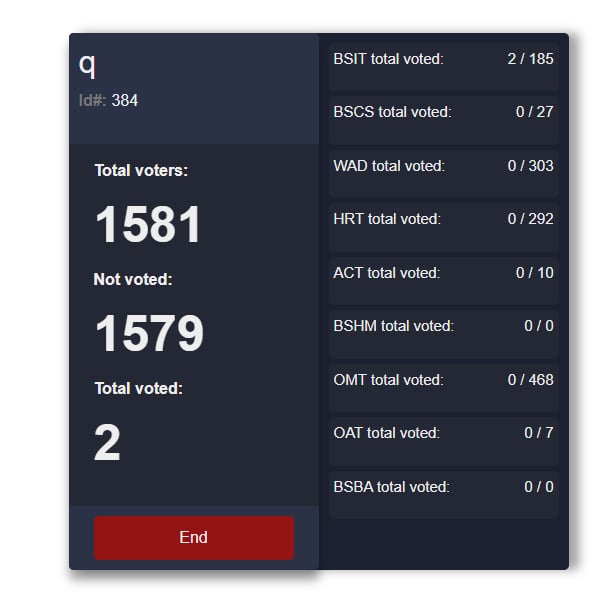 q
Id#: 384
Total voters:
1581
Not voted:
1579
Total voted:
2
End
BSIT total voted: 2 / 185
BSCS total voted: 0 / 27
WAD total voted: 0 / 303
HRT total voted: 0 / 292
ACT total voted: 0 / 10
BSHM total voted: 0 / 0
OMT total voted: 0 / 468
OAT total voted: 0 / 7
BSBA total voted: 0 / 0